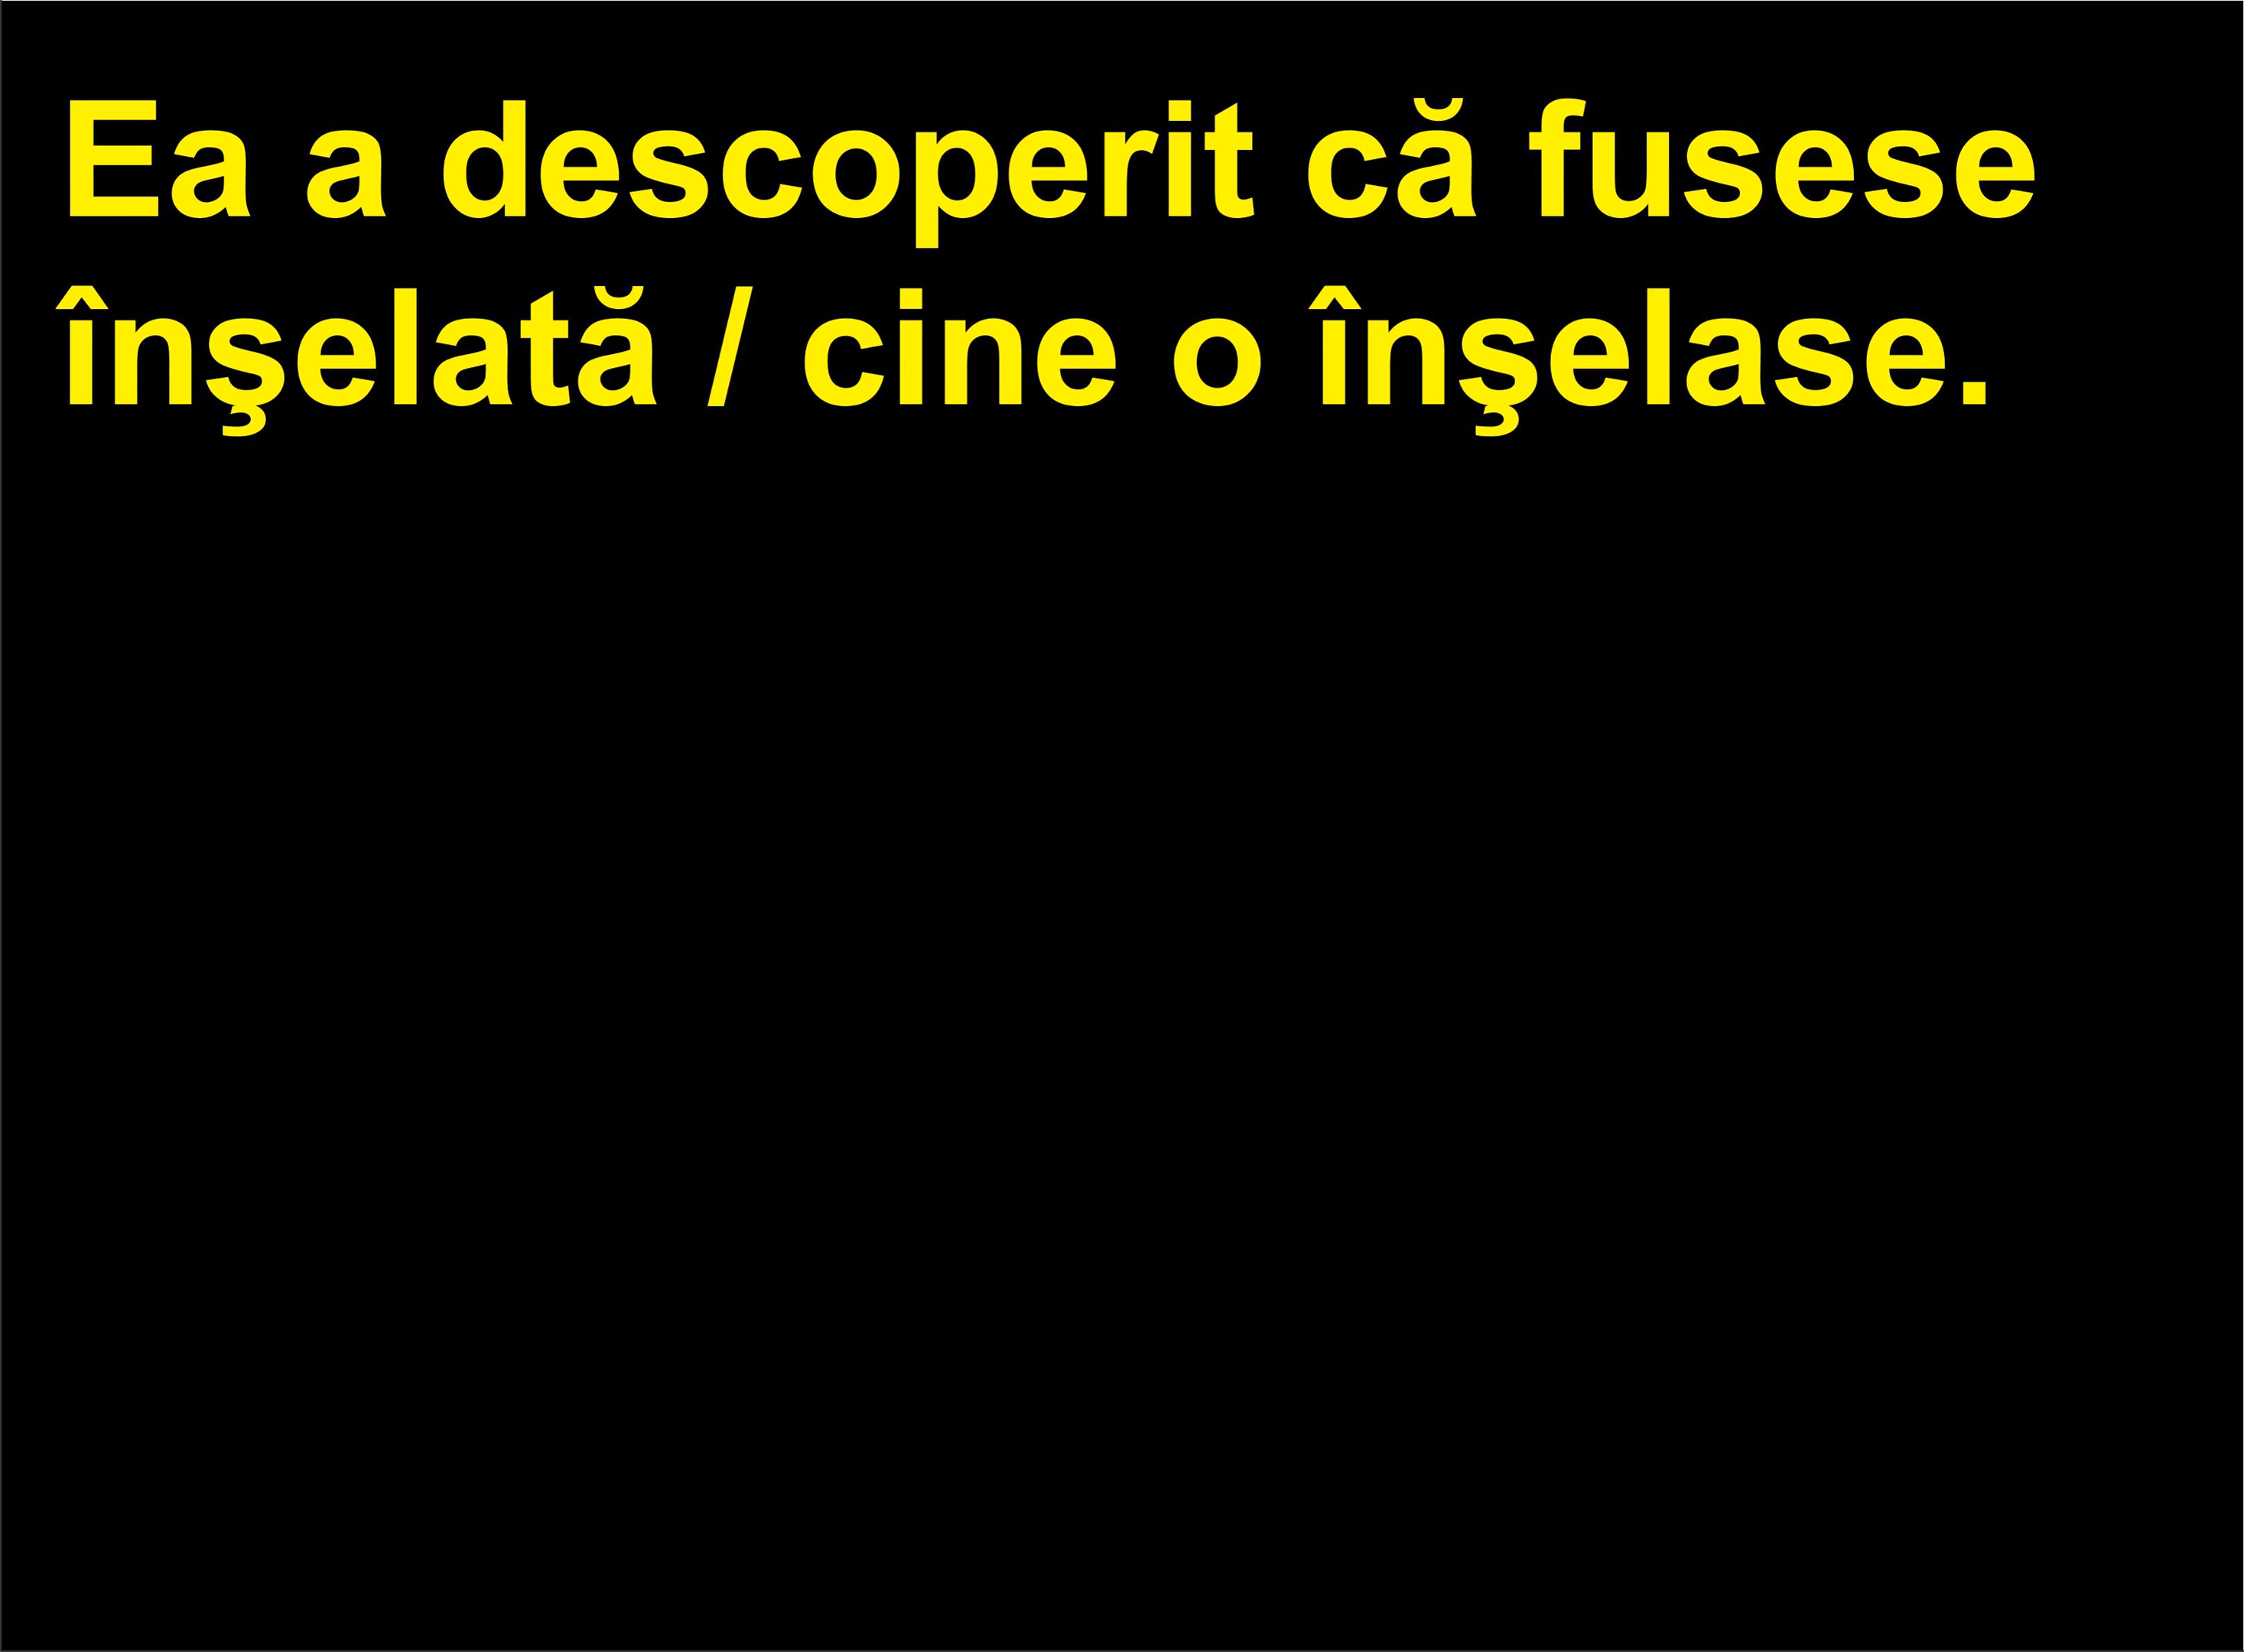 Ea a descoperit că fusese
înşelată / cine o înşelase.